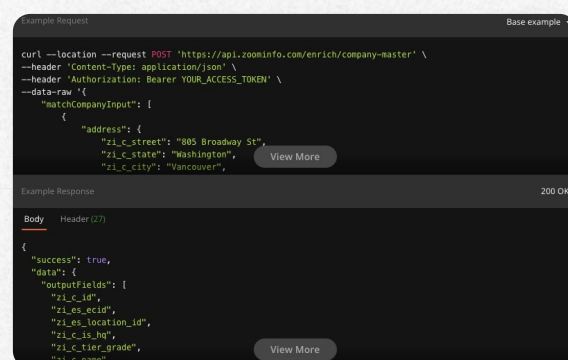 Example Request
Base example
curl --location --request POST 'https://api.zoominfo.com/enrich/company-master' \
--header 'Content-Type: application/json' \
--header 'Authorization: Bearer YOUR_ACCESS_TOKEN' \
--data-raw '{
"matchCompanyInput": [
{
"address": {
"zi_c_street": "805 Broadway St",
"zi_c_state": "Washington",
"zi_c_city": "Vancouver",
View More
Example Response
200 OK
Body Header (27)
{
"success": true,
"data": {
"outputFields": [
"zi_c_id",
"zi_es_ecid",
"zi_es_location_id",
"zi_c_is_hq",
"zi_c_tier_grade",
"zi_c_name",
View More